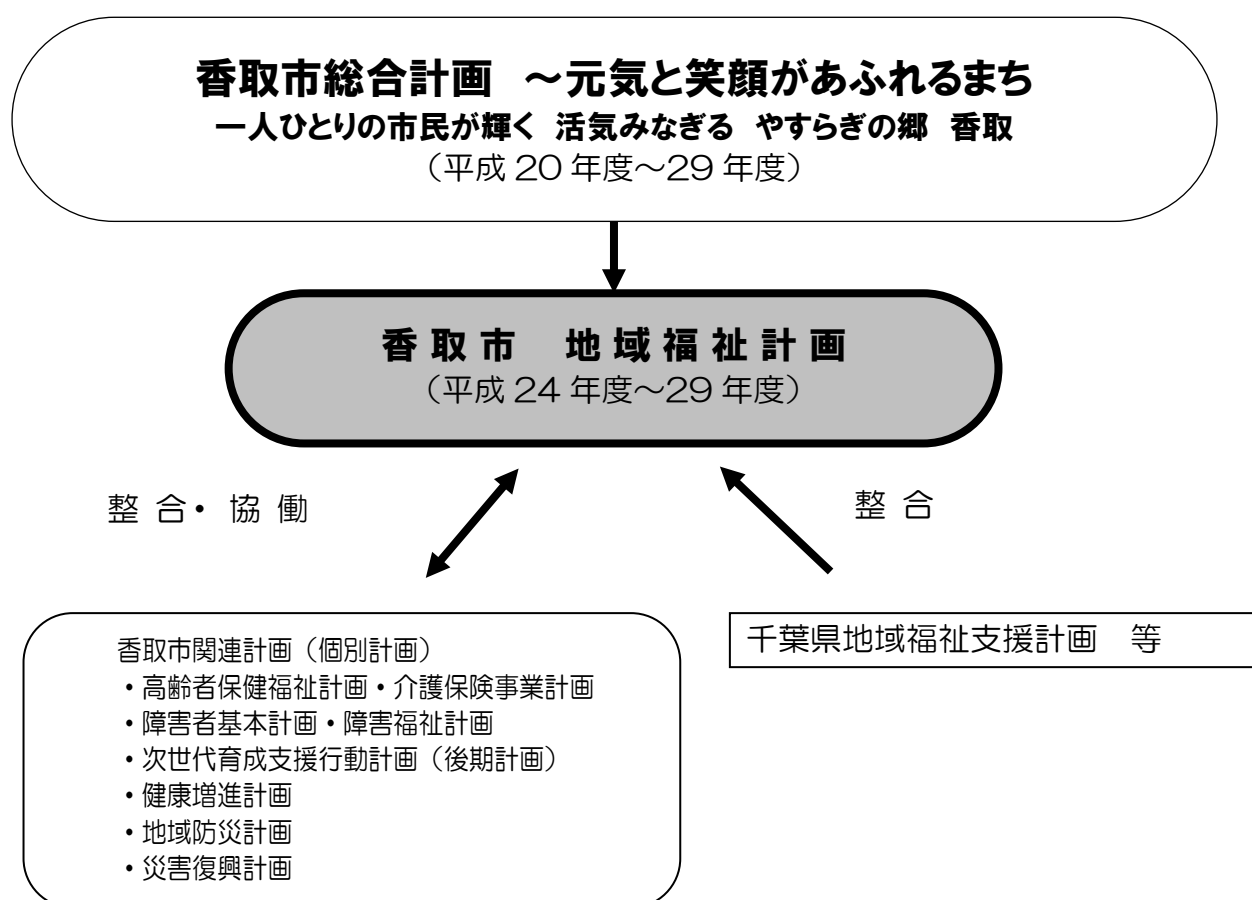 香取市総合計画 ～元気と笑顔があふれるまち
一人ひとりの市民が輝く 活気みなぎる やすらぎの郷 香取
（平成 20 年度～29 年度）
香 取 市 地 域 福 祉 計 画
（平成 24 年度～29 年度）
整 合・ 協 働
整 合
香取市関連計画（個別計画）
・高齢者保健福祉計画・介護保険事業計画
・障害者基本計画・障害福祉計画
・次世代育成支援行動計画（後期計画）
・健康増進計画
・地域防災計画
・災害復興計画
千葉県地域福祉支援計画 等